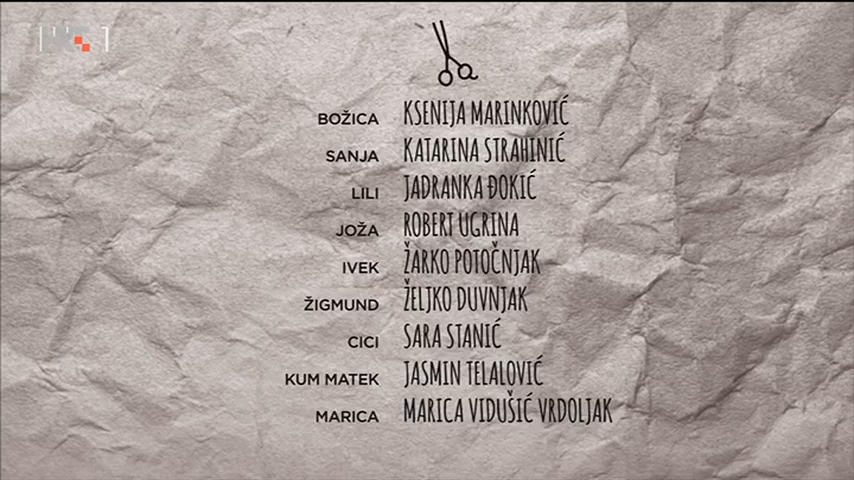 BOŽICA KSENIJA MARINKOVIĆ
SANJA KATARINA STRAHINIĆ
LILI JADRANKA ĐOKIĆ
JOŽA ROBERT UGRINA
IVEK ŽARKO POTOČNJAK
ŽIGMUND ŽELJKO DUVNJAK
CICI SARA STANIĆ
KUM MATEK JASMIN TELALOVIĆ
MARICA MARICA VIDUŠIĆ VRDOLJAK